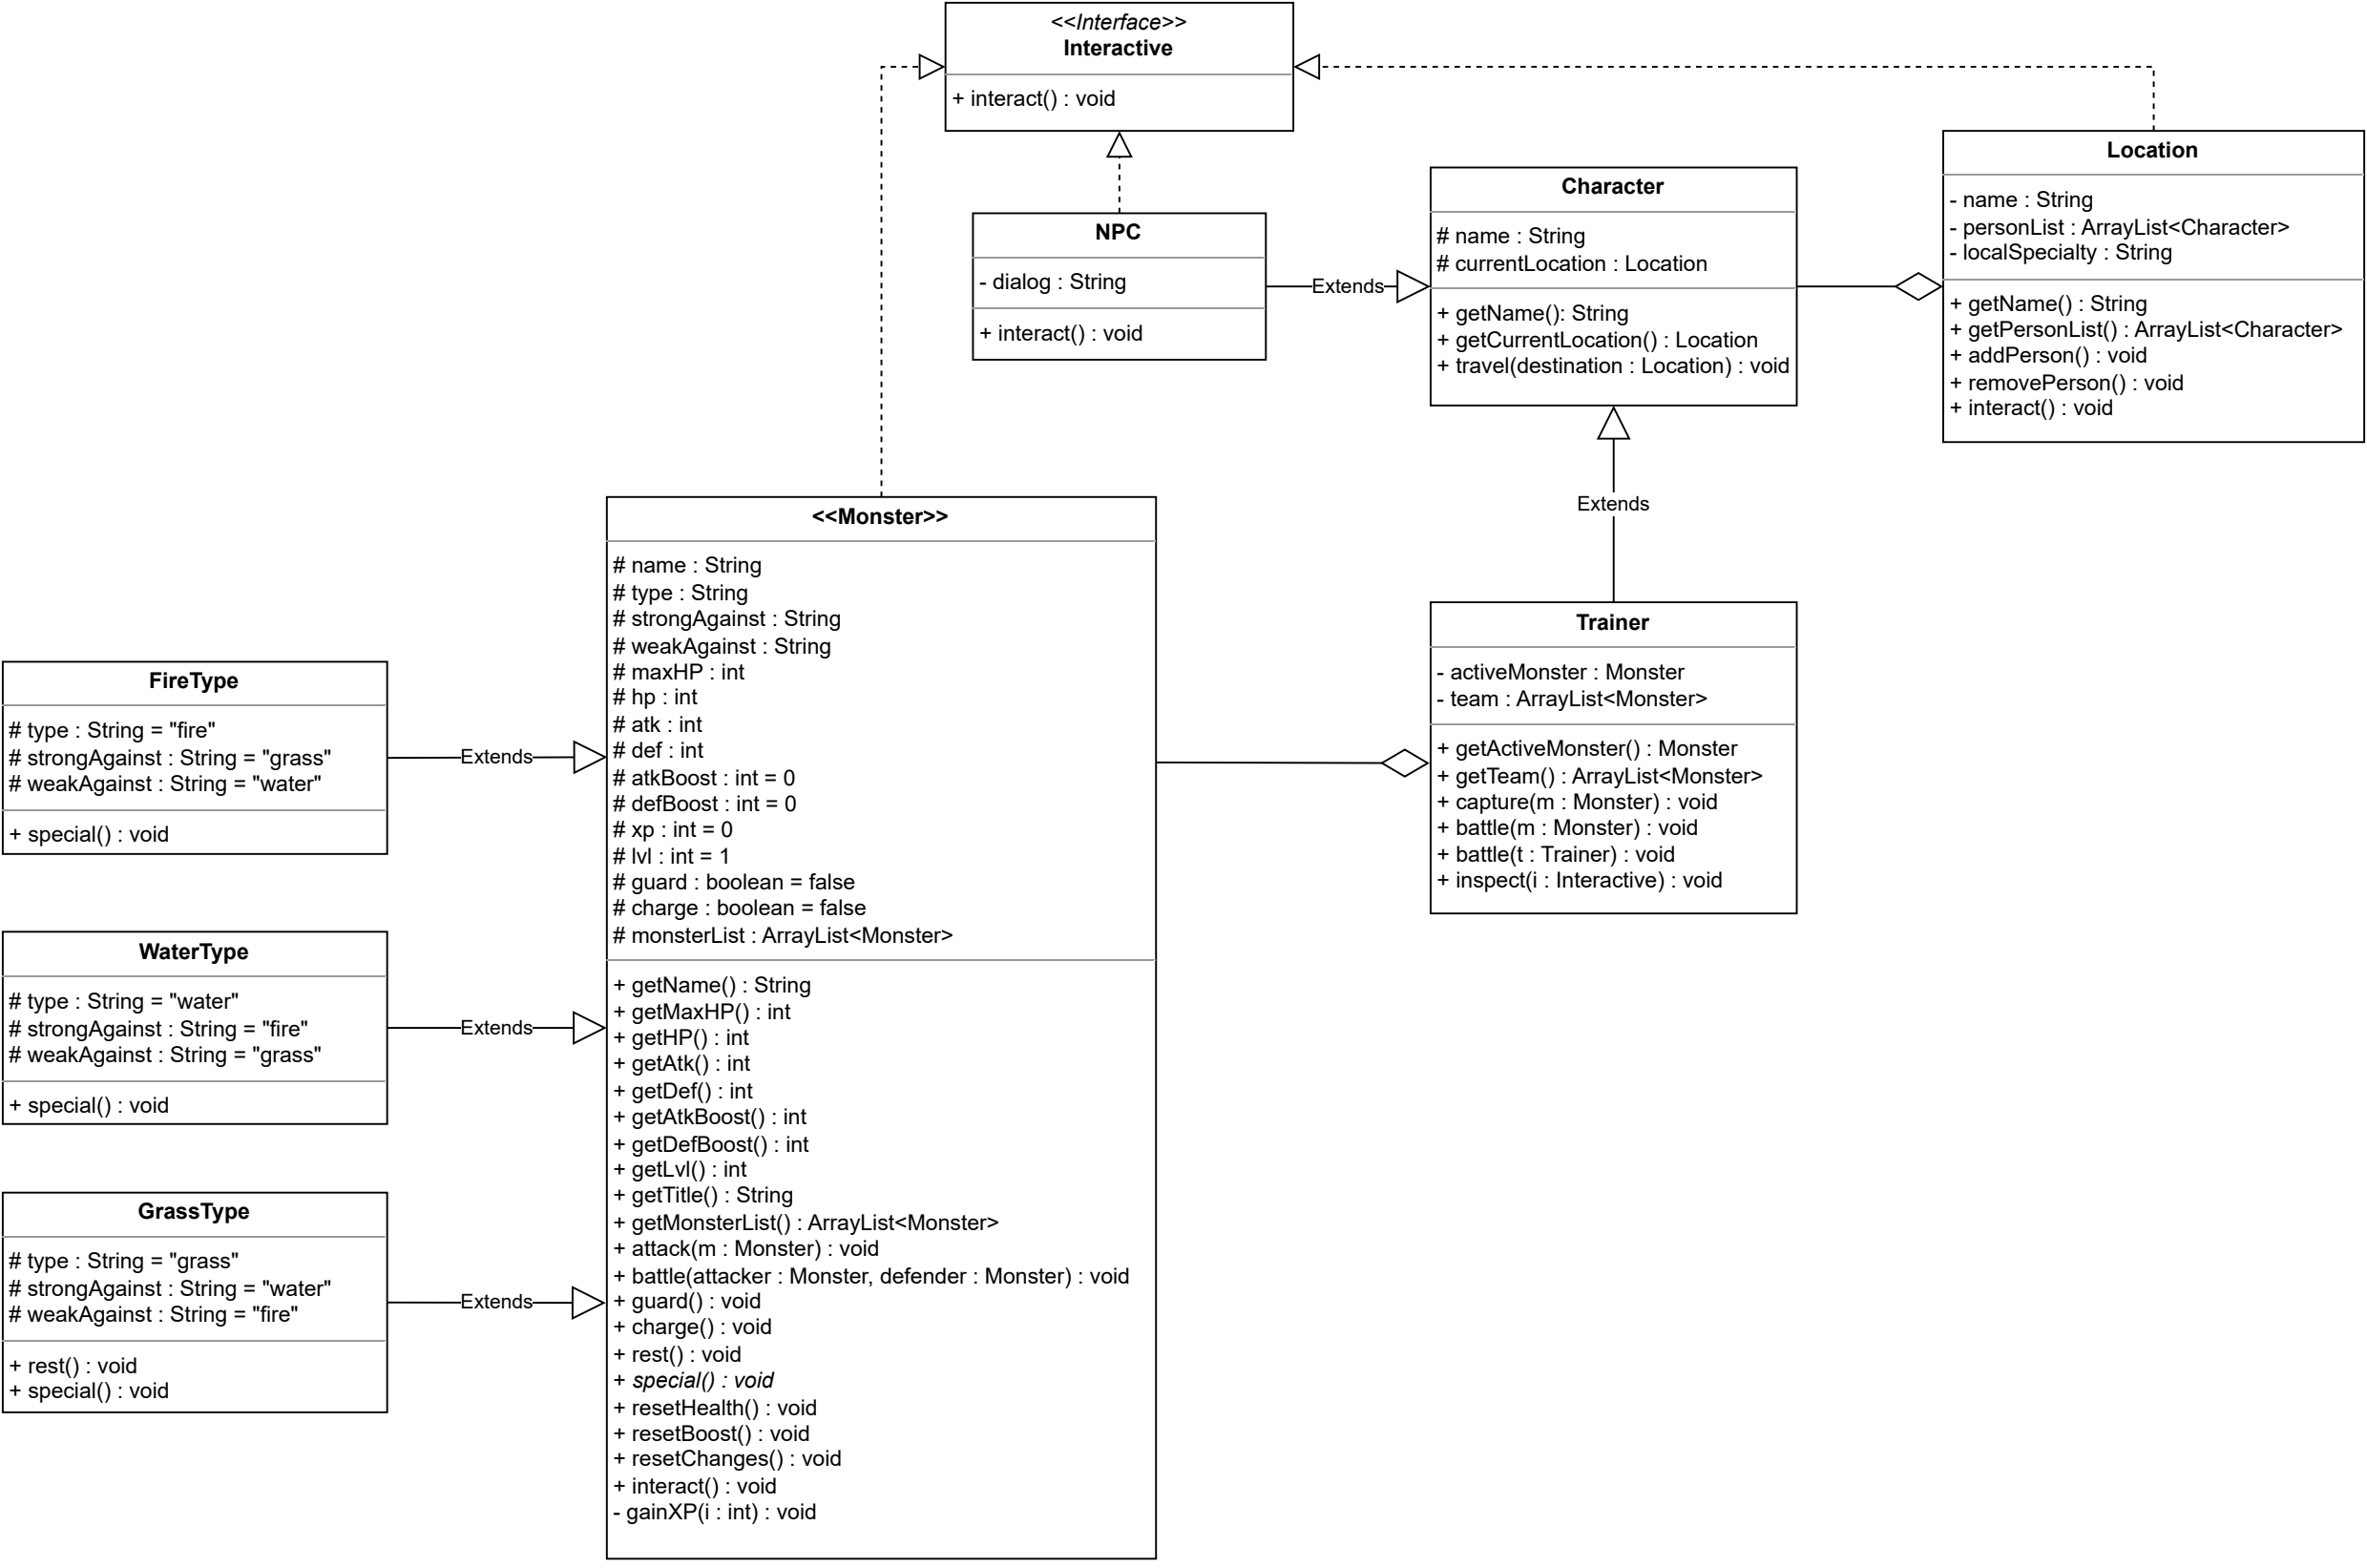 <<Interface>>
Interactive
+ interact() : void
NPC
- dialog : String
+ interact() : void
Extends
Character
# name : String
# currentLocation : Location
+ getName(): String
+ getCurrentLocation() : Location
+ travel(destination : Location) : void
Location
- name : String
- personList : ArrayList<Character>
- localSpecialty : String
+ getName() : String
+ getPersonList() : ArrayList<Character>
+ addPerson() : void
+ removePerson() : void
+ interact() : void
Extends
FireType
# type : String = "fire"
# strongAgainst : String = "grass"
# weakAgainst : String = "water"
+ special() : void
Extends
WaterType
# type : String = "water"
# strongAgainst : String = "fire"
# weakAgainst : String = "grass"
+ special() : void
Extends
GrassType
# type : String = "grass"
# strongAgainst : String = "water"
# weakAgainst : String = "fire"
+ rest() : void
+ special() : void
Extends
<<Monster>>
# name : String
# type : String
# strongAgainst : String
# weakAgainst : String
# maxHP : int
# hp : int
# atk : int
# def : int
# atkBoost : int = 0
# defBoost : int = 0
# xp : int = 0
# lvl : int = 1
# guard : boolean = false
# charge : boolean = false
# monsterList : ArrayList<Monster>
+ getName() : String
+ getMaxHP() : int
+ getHP() : int
+ getAtk() : int
+ getDef() : int
+ getAtkBoost() : int
+ getDefBoost() : int
+ getLvl() : int
+ getTitle() : String
+ getMonsterList() : ArrayList<Monster>
+ attack(m : Monster) : void
+ battle(attacker : Monster, defender : Monster) : void
+ guard() : void
+ charge() : void
+ rest() : void
+ special() : void
+ resetHealth() : void
+ resetBoost() : void
+ resetChanges() : void
+ interact() : void
- gainXP(i : int) : void
Trainer
- activeMonster : Monster
- team : ArrayList<Monster>
+ getActiveMonster() : Monster
+ getTeam() : ArrayList<Monster>
+ capture(m : Monster) : void
+ battle(m : Monster) : void
+ battle(t : Trainer) : void
+ inspect(i : Interactive) : void